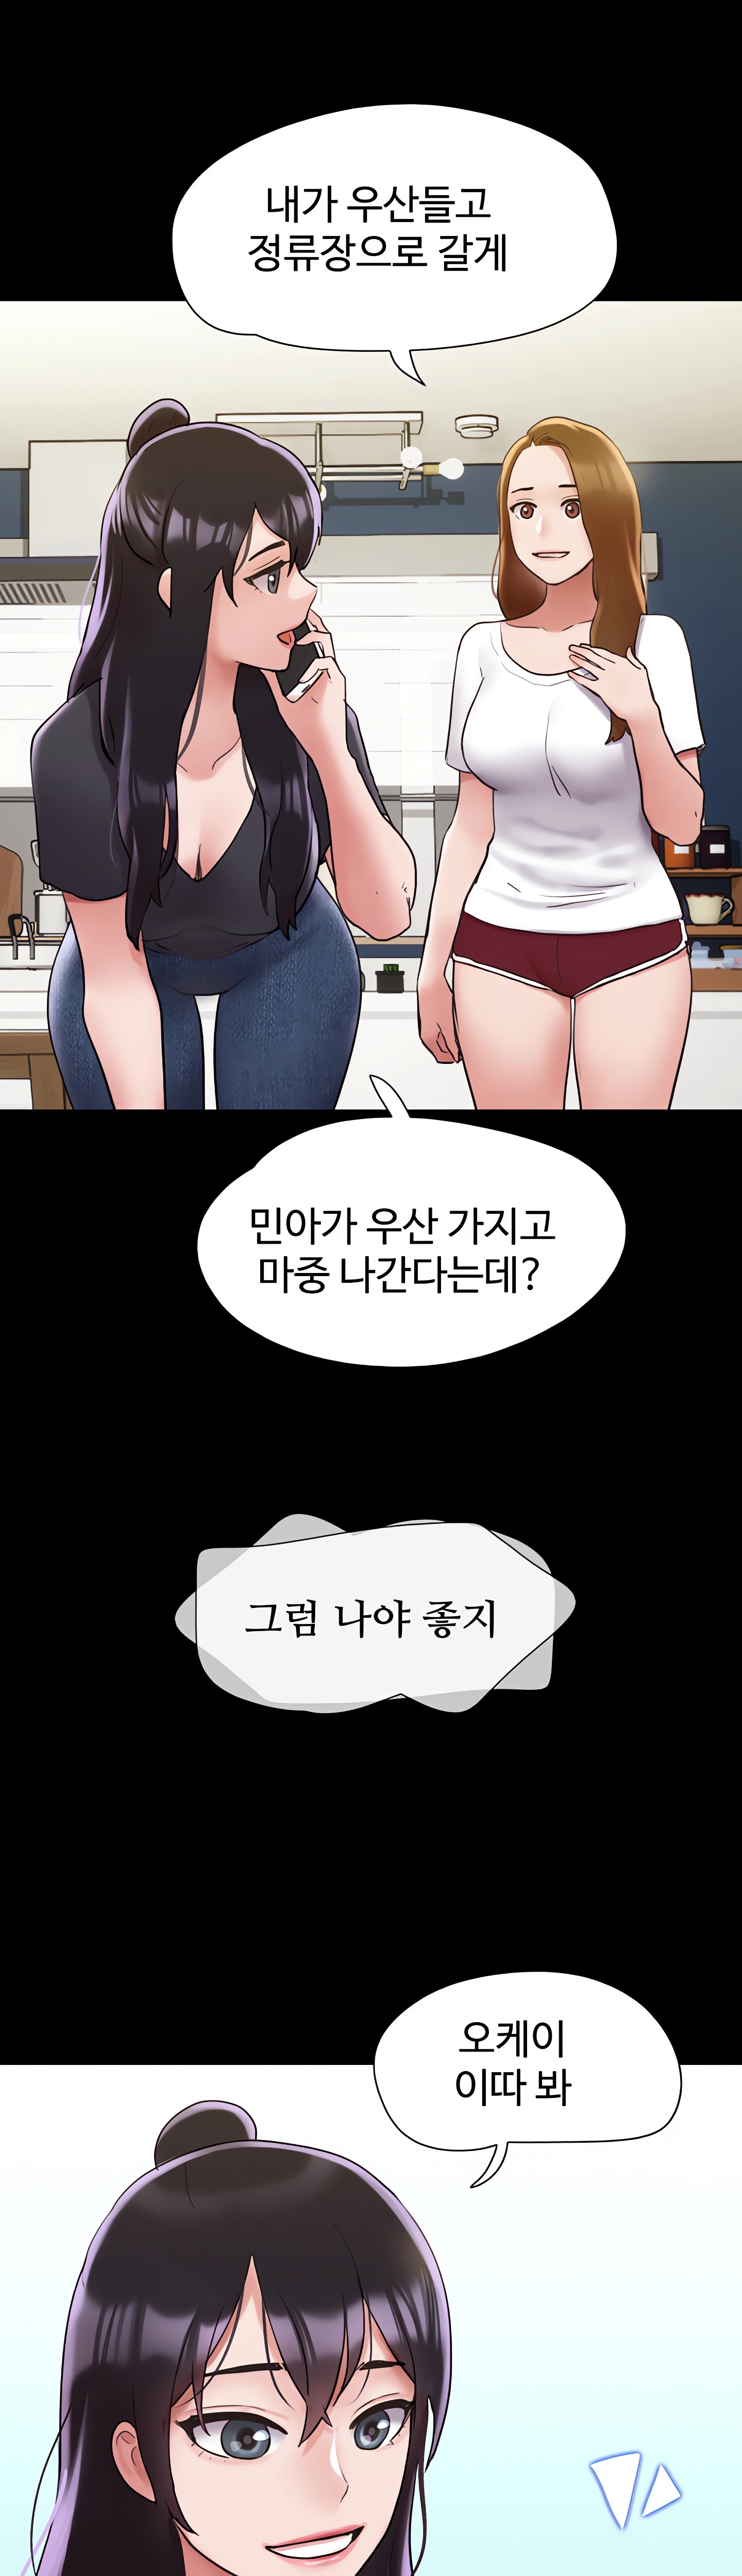 내가 우산들고
정류장으로 갈게
민아가 우산 가지고
마중 나간다는데?
그럼 나야 좋지
오케이
이따 봐